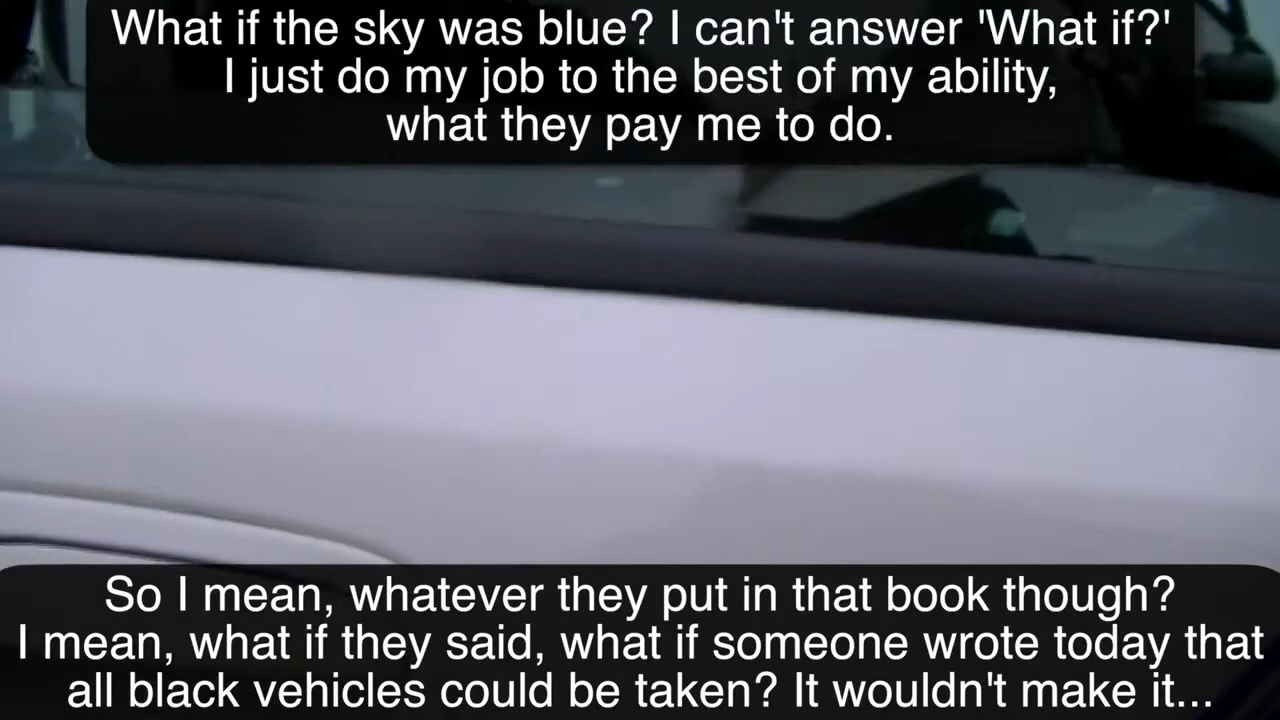 What if the sky was blue? I can't answer 'What if?'
I just do my job to the best of my ability,
what they pay me to do.
So I mean, whatever they put in that book though?
I mean, what if they said, what if someone wrote today that
all black vehicles could be taken? It wouldn't make it...